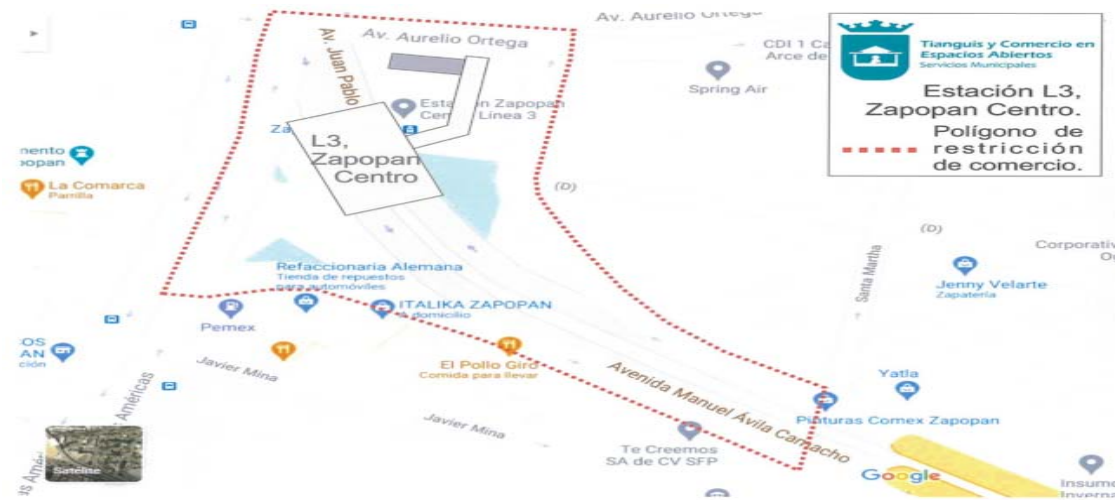 Av. Aurelio Ortega
Av. Juan Pablo
Estación Zapopan
Centro Línea 3
L3,
Zapopan
Centro
Av. Aurelio Ortega
CDI 1
Arce de
Spring Air
Tianguis y Comercio en
Espacios Abiertos
Servicios Municipales
Estación L3,
Zapopan Centro.
Polígono de
restricción
de comercio.
La Comarca
Parrilla
(D)
(D)
Santa Martha
Jenny Velarte
Zapatería
Refaccionaria Alemana
Tienda de repuestos
para automóviles
ITALIKA ZAPOPAN
A domicilio
Pemex
Javier Mina
El Pollo Giro
Comida para llevar
Avenida Manuel Ávila Camacho
Yatla
Pinturas Comex Zapopan
Javier Mina
Te Creemos
SA de CV SFP
Américas
Satélite
Google